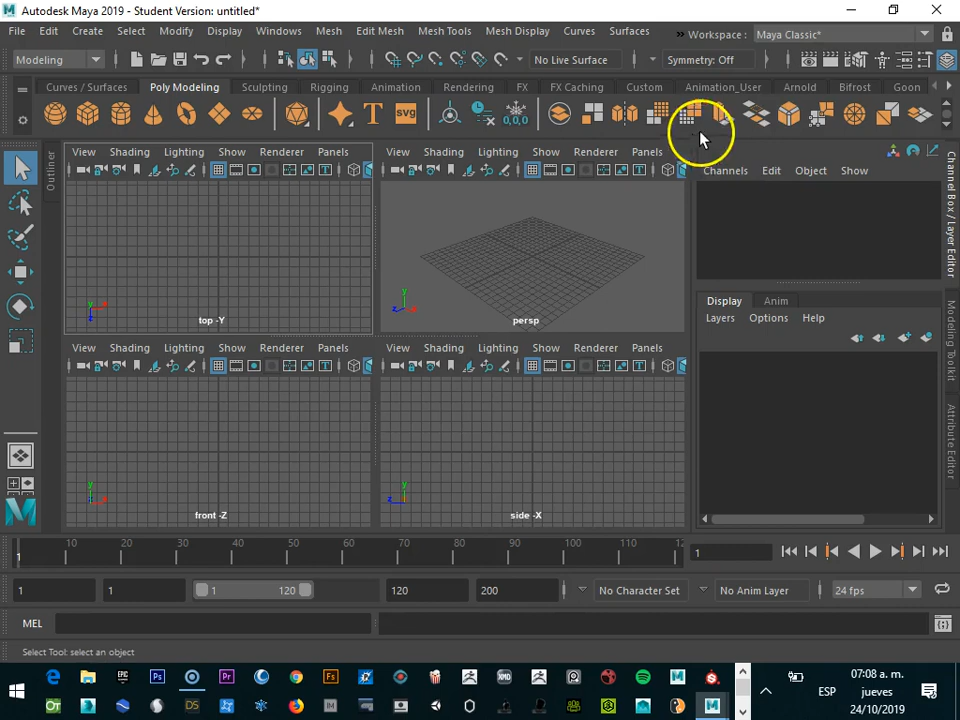 Autodesk Maya 2019 - Student Version: untitled*
File Edit Create Select Modify Display Windows Mesh Edit Mesh Mesh Tools Mesh Display Curves Surfaces
Workspace : Maya Classic*
Modeling
No Live Surface
Symmetry: Off
Curves / Surfaces Poly Modeling Sculpting Rigging Animation Rendering FX FX Caching Custom Animation_User Arnold Bifrost Goon
T svg 0,0,0
View Shading Lighting Show Renderer Panels
View Shading Lighting Show Renderer Panels
Channels Edit Object Show
Outliner
Channel Box / Layer Editor
Modeling Toolkit
Attribute Editor
y x z
top -Y
y z x
persp
Display Anim
Layers Options Help
View Shading Lighting Show Renderer Panels
View Shading Lighting Show Renderer Panels
front -Z
side -X
1 10 20 30 40 50 60 70 80 90 100 110 12
1
1 1 1 120 120 200 No Character Set No Anim Layer 24 fps
MEL
Select Tool: select an object
07:08 a. m.
ESP jueves
24/10/2019